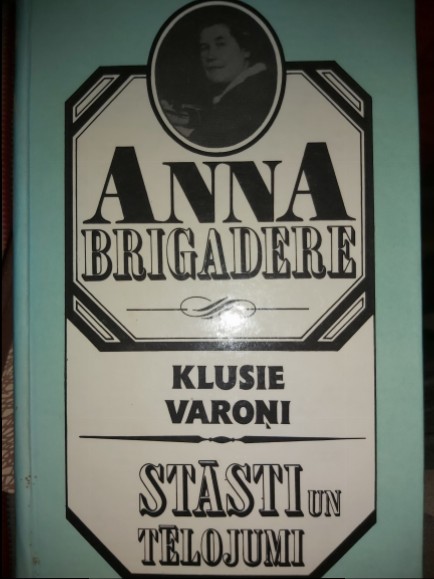 ANNA
BRIGADERE
KLUSIE
VAROŅI
STĀSTI UN
TĒLOJUMI